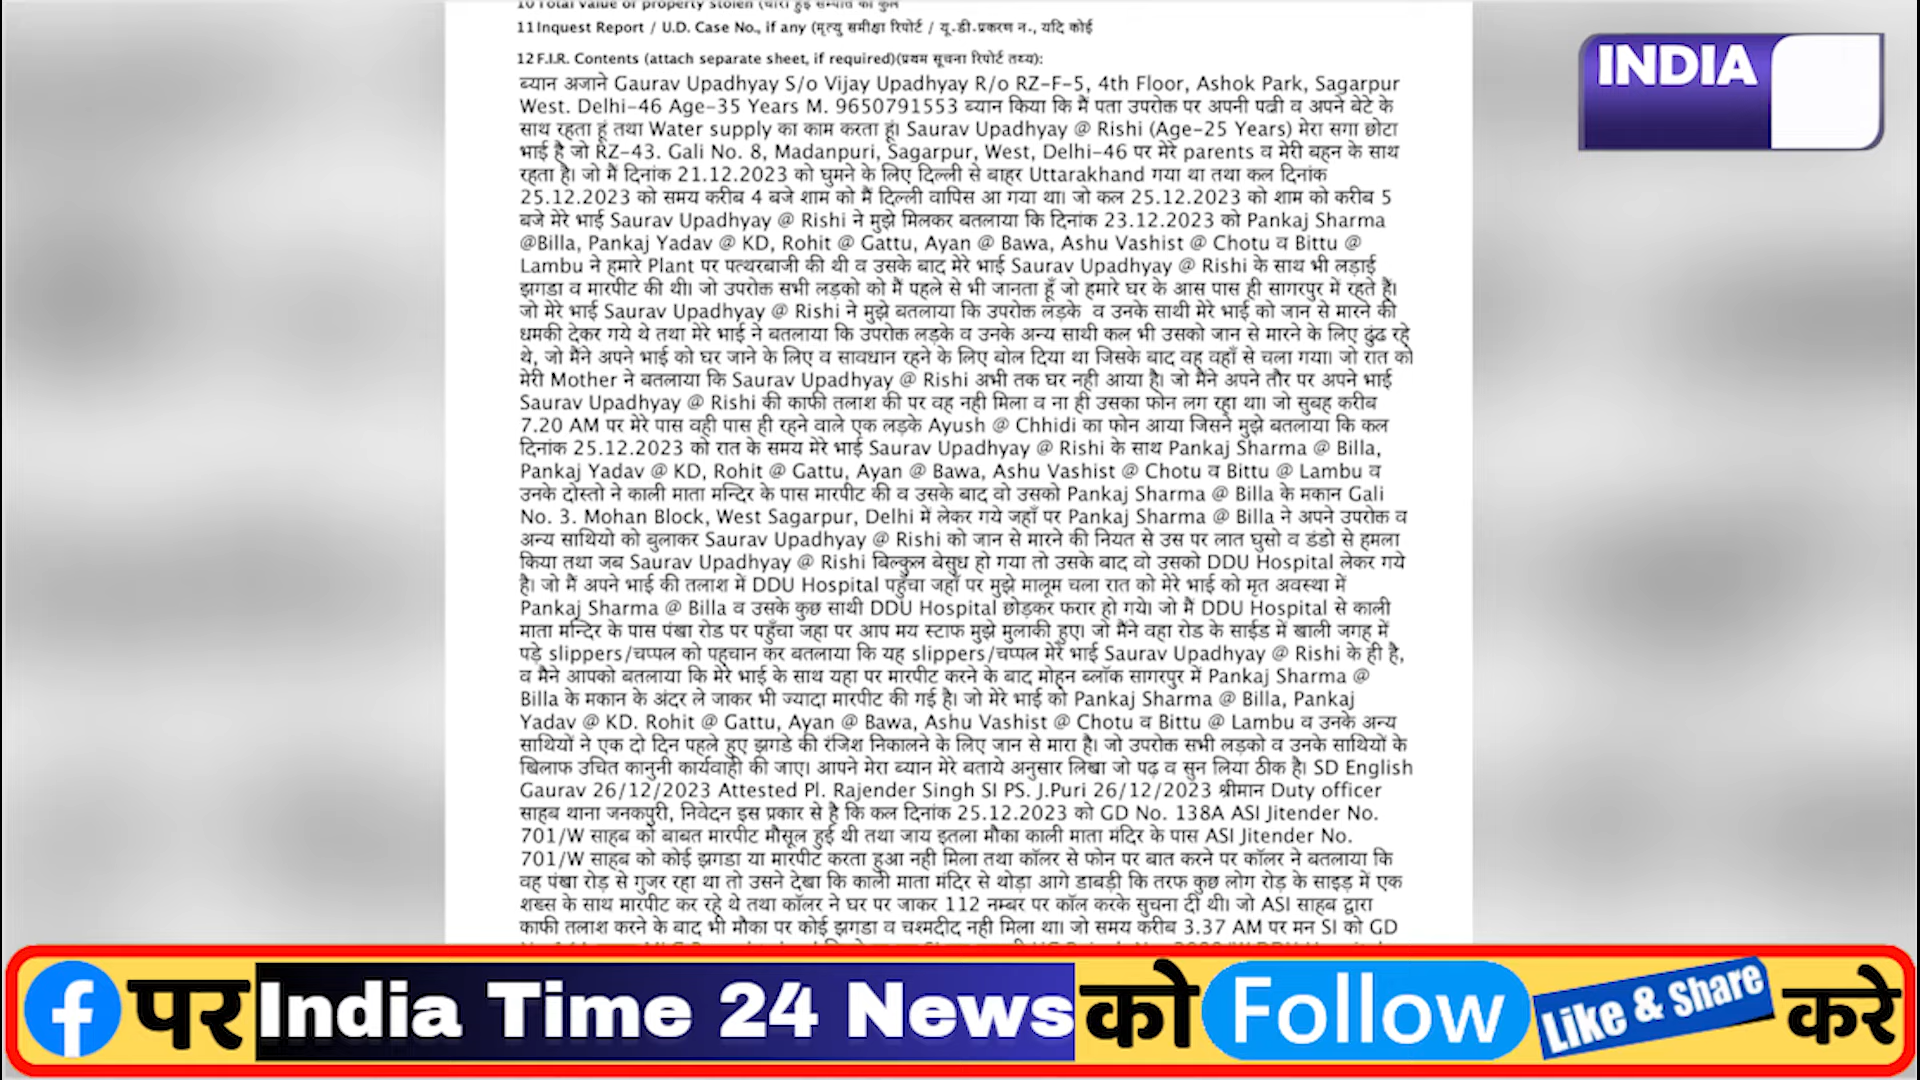 10 Total value of property stolen (चोरी हुई सम्पत्ति का कुल
11 Inquest Report / U.D. Case No., if any (मृत्यु समीक्षा रिपोर्ट / यू.डी.प्रकरण न., यदि कोई
12 F.I.R. Contents (attach separate sheet, if required)(प्रथम सूचना रिपोर्ट तथ्य):
ब्यान अजाने Gaurav Upadhyay S/o Vijay Upadhyay R/o RZ-F-5, 4th Floor, Ashok Park, Sagarpur
West. Delhi-46 Age-35 Years M. 9650791553 ब्यान किया कि मैं पता उपरोक्त पर अपनी पत्नी व अपने बेटे के
साथ रहता हूं तथा Water supply का काम करता हूं। Saurav Upadhyay @ Rishi (Age-25 Years) मेरा सगा छोटा
भाई है जो RZ-43. Gali No. 8, Madanpuri, Sagarpur, West, Delhi-46 पर मेरे parents व मेरी बहन के साथ
रहता है। जो मैं दिनांक 21.12.2023 को घुमने के लिए दिल्ली से बाहर Uttarakhand गया था तथा कल दिनांक
25.12.2023 को समय करीब 4 बजे शाम को मैं दिल्ली वापिस आ गया था। जो कल 25.12.2023 को शाम को करीब 5
बजे मेरे भाई Saurav Upadhyay @ Rishi ने मुझे मिलकर बतलाया कि दिनांक 23.12.2023 को Pankaj Sharma
@Billa, Pankaj Yadav @ KD, Rohit @ Gattu, Ayan @ Bawa, Ashu Vashist @ Chotu व Bittu @
Lambu ने हमारे Plant पर पत्थरबाजी की थी व उसके बाद मेरे भाई Saurav Upadhyay @ Rishi के साथ भी लड़ाई
झगडा व मारपीट की थी। जो उपरोक्त सभी लड़को को मैं पहले से भी जानता हूँ जो हमारे घर के आस पास ही सागरपुर में रहते हैं।
जो मेरे भाई Saurav Upadhyay @ Rishi ने मुझे बतलाया कि उपरोक्त लड़के व उनके साथी मेरे भाई को जान से मारने की
धमकी देकर गये थे तथा मेरे भाई ने बतलाया कि उपरोक्त लड़के व उनके अन्य साथी कल भी उसको जान से मारने के लिए ढुंढ रहे
थे, जो मैंने अपने भाई को घर जाने के लिए व सावधान रहने के लिए बोल दिया था जिसके बाद वह वहाँ से चला गया। जो रात को
मेरी Mother ने बतलाया कि Saurav Upadhyay @ Rishi अभी तक घर नही आया है। जो मैंने अपने तौर पर अपने भाई
Saurav Upadhyay @ Rishi की काफी तलाश की पर वह नही मिला व ना ही उसका फोन लग रहा था। जो सुबह करीब
7.20 AM पर मेरे पास वही पास ही रहने वाले एक लड़के Ayush @ Chhidi का फोन आया जिसने मुझे बतलाया कि कल
दिनांक 25.12.2023 को रात के समय मेरे भाई Saurav Upadhyay @ Rishi के साथ Pankaj Sharma @ Billa,
Pankaj Yadav @ KD, Rohit @ Gattu, Ayan @ Bawa, Ashu Vashist @ Chotu व Bittu @ Lambu व
उनके दोस्तो ने काली माता मन्दिर के पास मारपीट की व उसके बाद वो उसको Pankaj Sharma @ Billa के मकान Gali
No. 3. Mohan Block, West Sagarpur, Delhi में लेकर गये जहाँ पर Pankaj Sharma @ Billa ने अपने उपरोक्त व
अन्य साथियो को बुलाकर Saurav Upadhyay @ Rishi को जान से मारने की नियत से उस पर लात घुसो व डंडो से हमला
किया तथा जब Saurav Upadhyay @ Rishi बिल्कुल बेसुध हो गया तो उसके बाद वो उसको DDU Hospital लेकर गये
है। जो मैं अपने भाई की तलाश में DDU Hospital पहुँचा जहाँ पर मुझे मालूम चला रात को मेरे भाई को मृत अवस्था में
Pankaj Sharma @ Billa व उसके कुछ साथी DDU Hospital छोड़कर फरार हो गये। जो मैं DDU Hospital से काली
माता मन्दिर के पास पंखा रोड पर पहुँचा जहा पर आप मय स्टाफ मुझे मुलाकी हुए। जो मैंने वहा रोड के साईड में खाली जगह में
पड़े slippers/चप्पल को पहचान कर बतलाया कि यह slippers/चप्पल मेरे भाई Saurav Upadhyay @ Rishi के ही है,
व मैने आपको बतलाया कि मेरे भाई के साथ यहा पर मारपीट करने के बाद मोहन ब्लॉक सागरपुर में Pankaj Sharma @
Billa के मकान के अंदर ले जाकर भी ज्यादा मारपीट की गई है। जो मेरे भाई को Pankaj Sharma @ Billa, Pankaj
Yadav @ KD. Rohit @ Gattu, Ayan @ Bawa, Ashu Vashist @ Chotu व Bittu @ Lambu व उनके अन्य
साथियों ने एक दो दिन पहले हुए झगडे की रंजिश निकालने के लिए जान से मारा है। जो उपरोक्त सभी लड़को व उनके साथियों के
खिलाफ उचित कानुनी कार्यवाही की जाए। आपने मेरा ब्यान मेरे बताये अनुसार लिखा जो पढ़ व सुन लिया ठीक है। SD English
Gaurav 26/12/2023 Attested Pl. Rajender Singh SI PS. J.Puri 26/12/2023 श्रीमान Duty officer
साहब थाना जनकपुरी, निवेदन इस प्रकार से है कि कल दिनांक 25.12.2023 को GD No. 138A ASI Jitender No.
701/W साहब को बाबत मारपीट मौसूल हुई थी तथा जाय इतला मौका काली माता मंदिर के पास ASI Jitender No.
701/W साहब को कोई झगडा या मारपीट करता हुआ नही मिला तथा कॉलर से फोन पर बात करने पर कॉलर ने बतलाया कि
वह पंखा रोड़ से गुजर रहा था तो उसने देखा कि काली माता मंदिर से थोड़ा आगे डाबड़ी कि तरफ कुछ लोग रोड़ के साइड़ में एक
शख्स के साथ मारपीट कर रहे थे तथा कॉलर ने घर पर जाकर 112 नम्बर पर कॉल करके सुचना दी थी। जो ASI साहब द्वारा
काफी तलाश करने के बाद भी मौका पर कोई झगडा व चश्मदीद नही मिला था। जो समय करीब 3.37 AM पर मन SI को GD
INDIA
पर India Time 24 News को Follow Like & Share करे